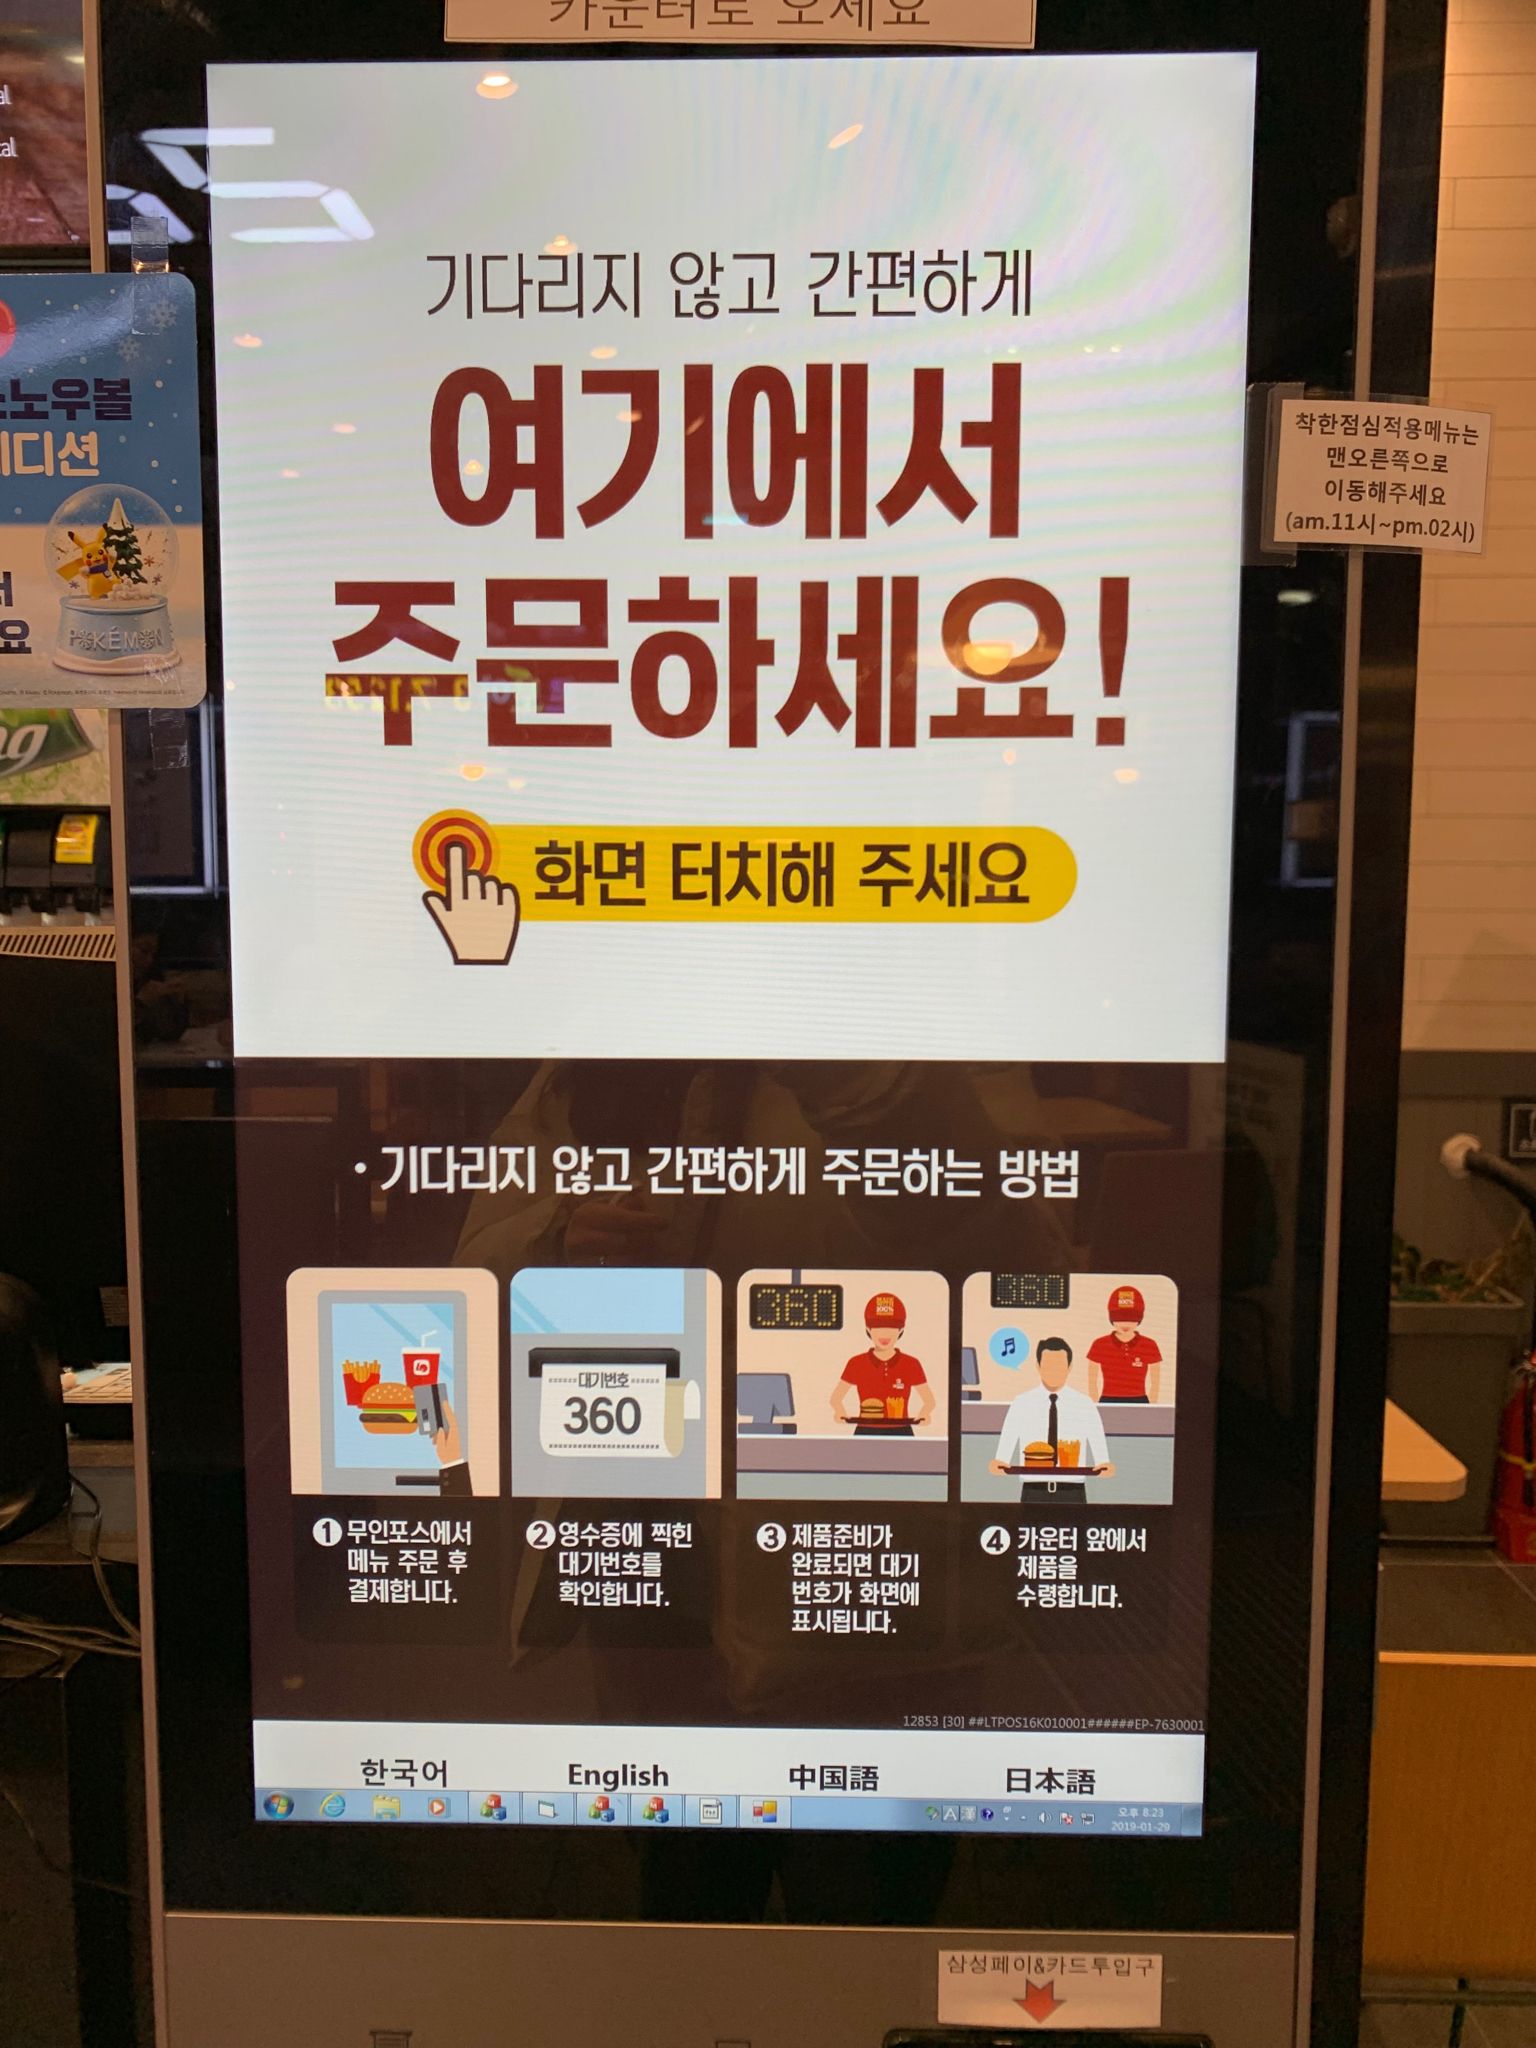 카운터로 오세요
기다리지 않고 간편하게
여기에서
주문하세요!
화면 터치해 주세요
착한점심적용메뉴는
맨오른쪽으로
이동해주세요
(am.11시~pm.02시)
노우볼
디션
요
POKÉMON
• 기다리지 않고 간편하게 주문하는 방법
대기번호
360
360
360
1 무인포스에서
메뉴 주문 후
결제합니다.
2 영수증에 찍힌
대기번호를
확인합니다.
3 제품준비가
완료되면 대기
번호가 화면에
표시됩니다.
4 카운터 앞에서
제품을
수령합니다.
12853 [30] ##LTPOS16K010001######EP-7630001
한국어 English 中国語 日本語
A 漢
오후 8:23
2019-01-29
삼성페이&카드투입구